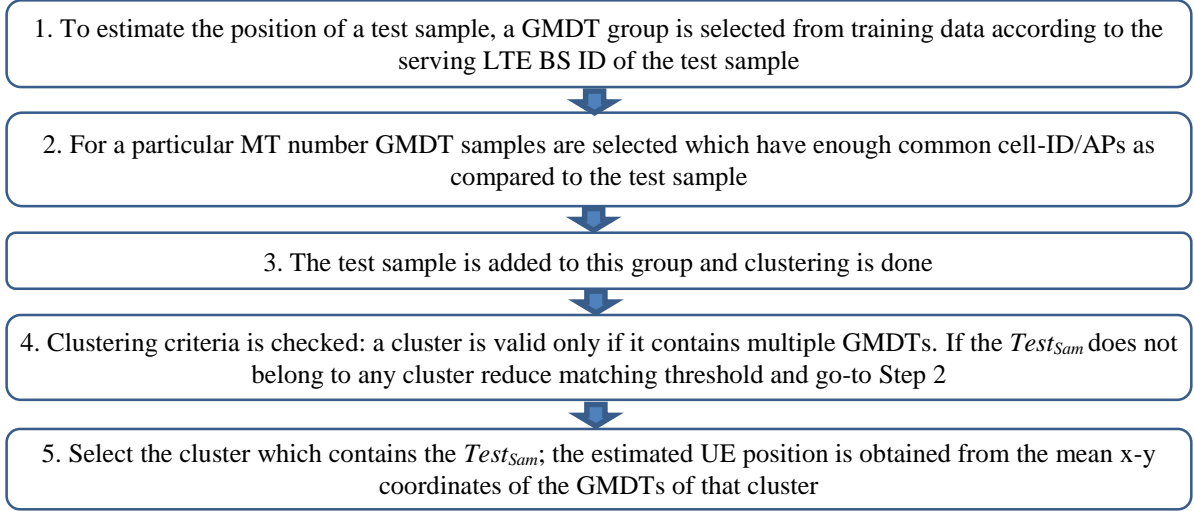 1. To estimate the position of a test sample, a GMDT group is selected from training data according to the
serving LTE BS ID of the test sample
2. For a particular MT number GMDT samples are selected which have enough common cell-ID/APs as
compared to the test sample
3. The test sample is added to this group and clustering is done
4. Clustering criteria is checked: a cluster is valid only if it contains multiple GMDTs. If the TestSam does not
belong to any cluster reduce matching threshold and go-to Step 2
5. Select the cluster which contains the TestSam; the estimated UE position is obtained from the mean x-y
coordinates of the GMDTs of that cluster